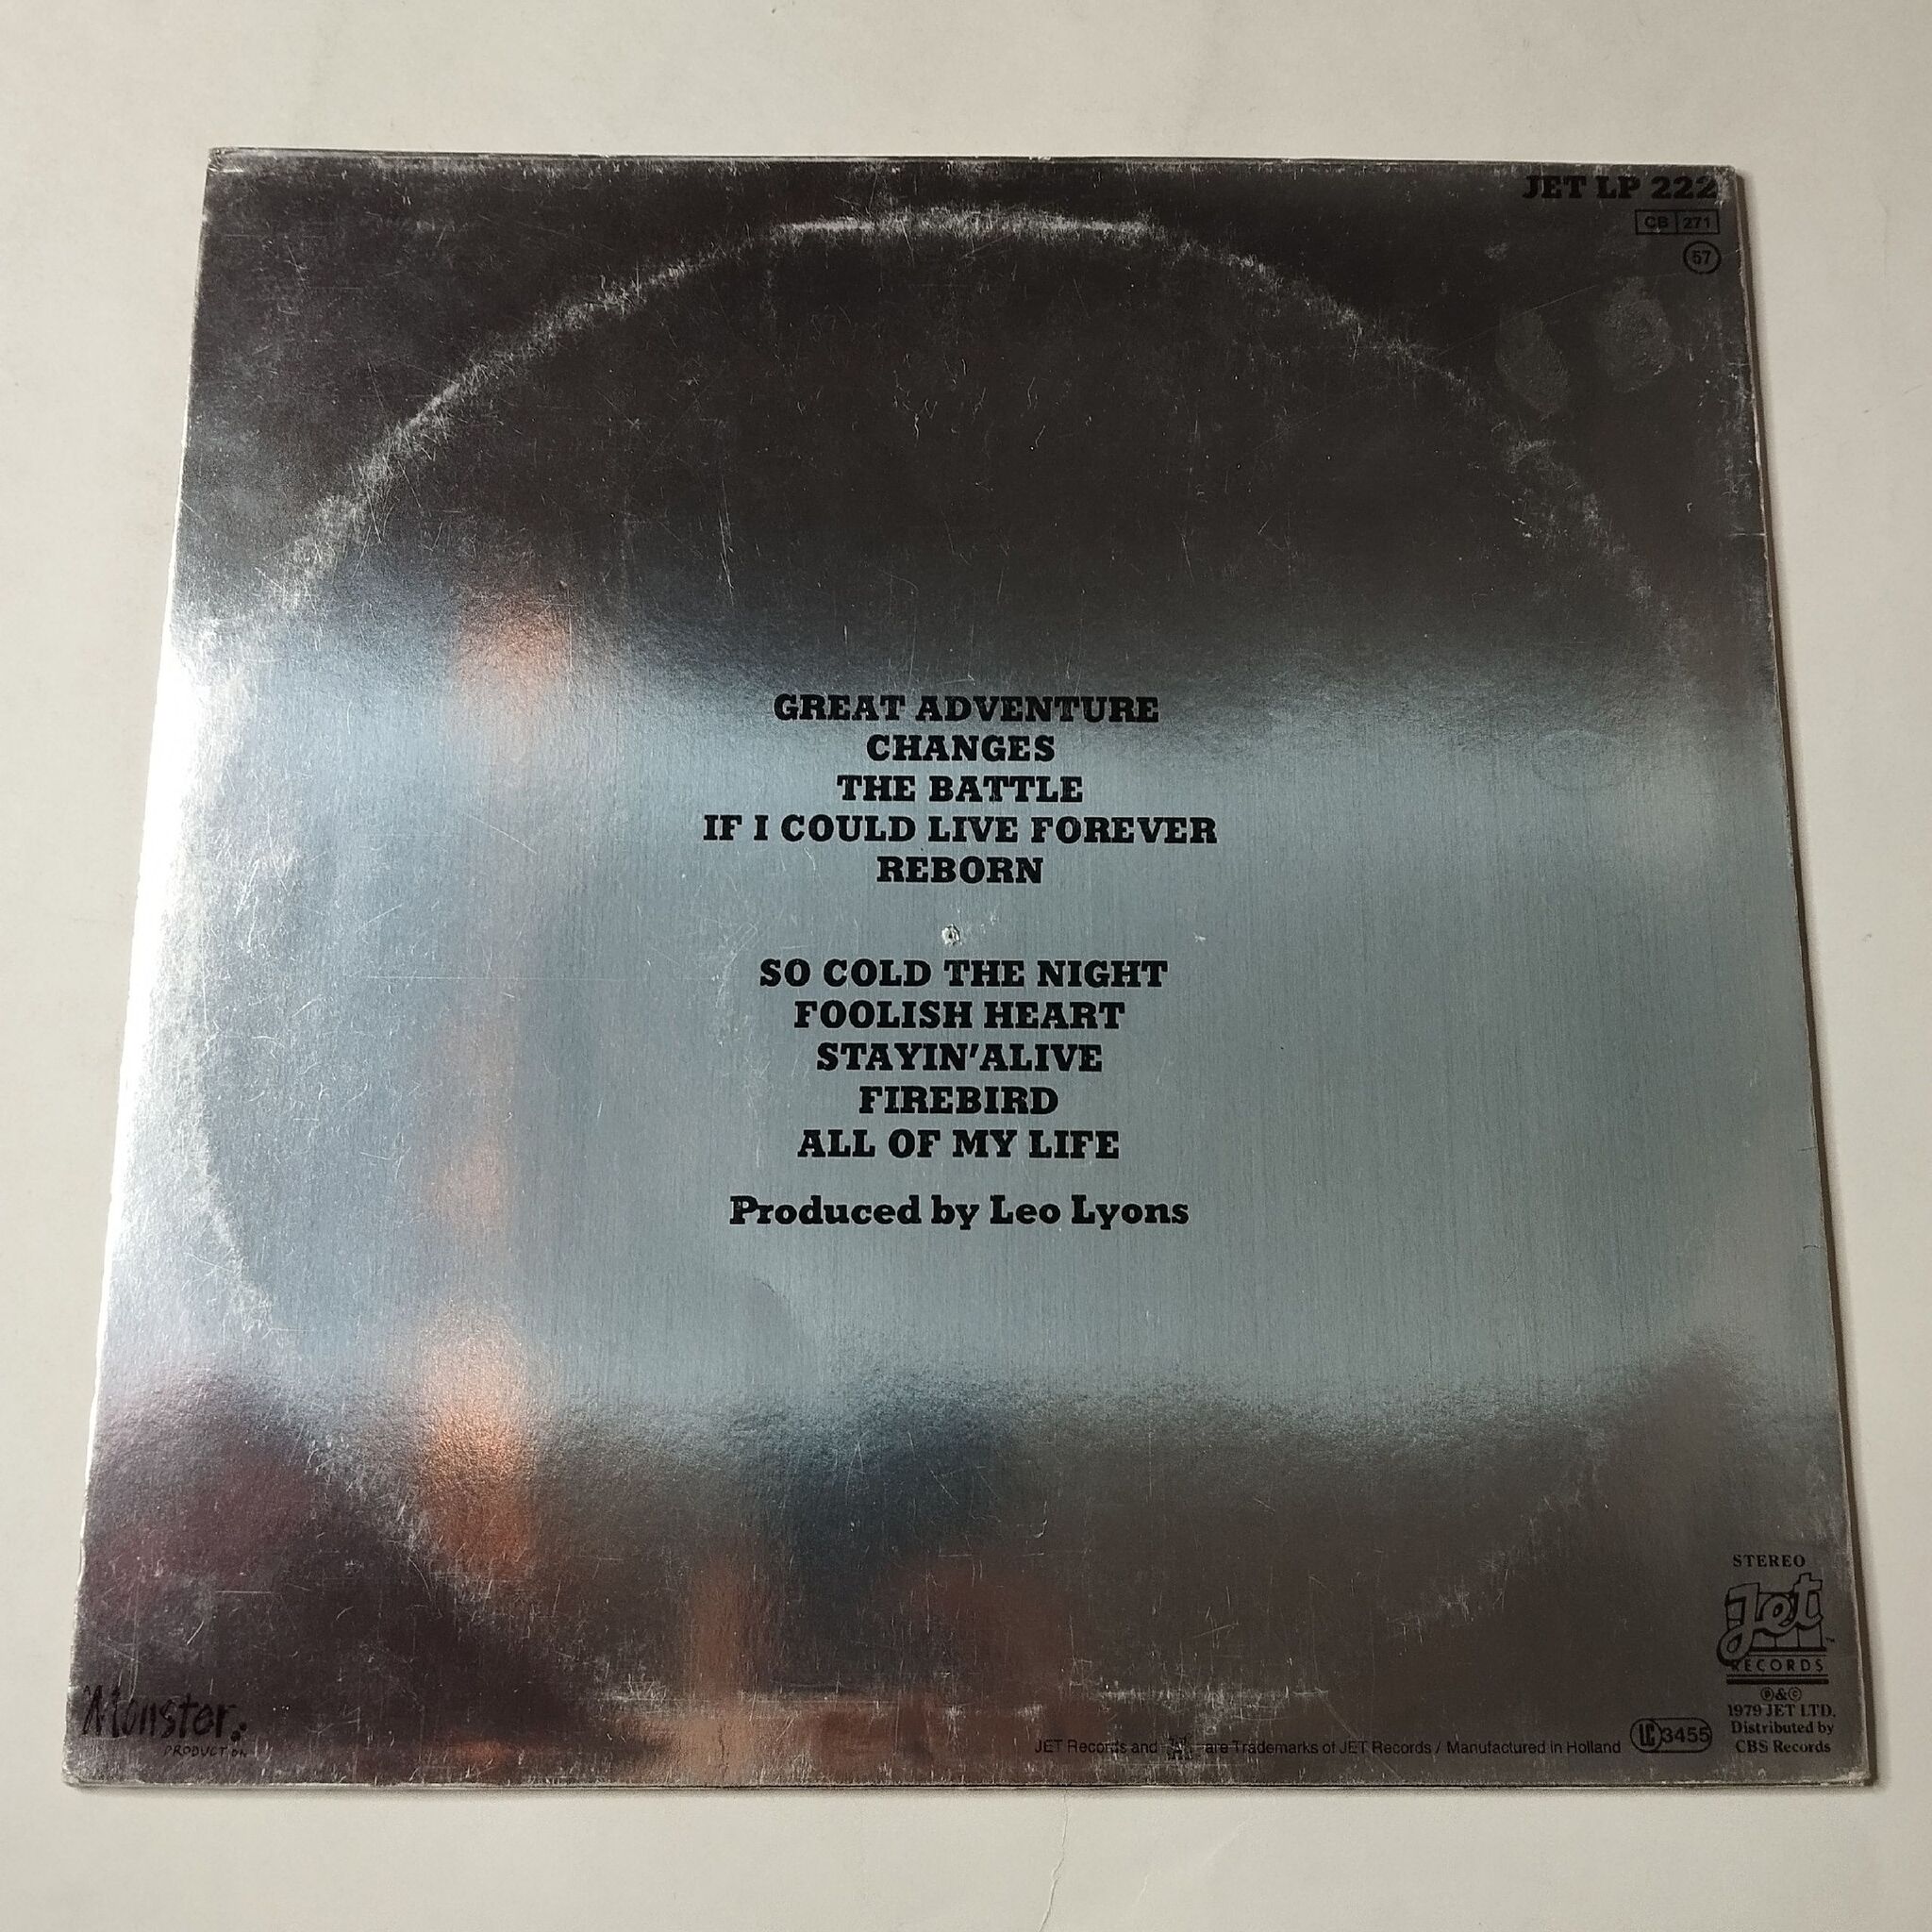 JET LP 222
CB 271
57
GREAT ADVENTURE
CHANGES
THE BATTLE
IF I COULD LIVE FOREVER
REBORN
SO COLD THE NIGHT
FOOLISH HEART
STAYIN'ALIVE
FIREBIRD
ALL OF MY LIFE
Produced by Leo Lyons
STEREO
Jet
RECORDS
℗&©
1979 JET LTD.
Distributed by
CBS Records
LC 3455
JET Records and Jet are Trademarks of JET Records / Manufactured in Holland
Monster.
PRODUCTION